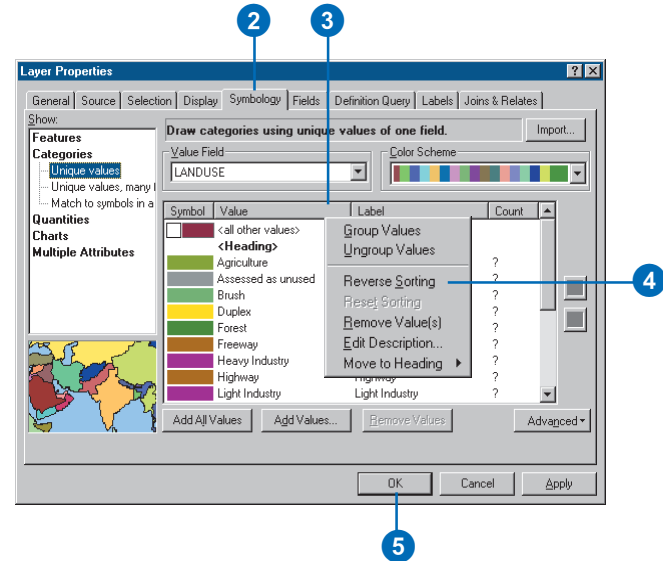 2 3
Layer Properties
General Source Selection Display Symbology Fields Definition Query Labels Joins & Relates
Show:
Features
Categories
Unique values
Unique values, many
Match to symbols in a
Quantities
Charts
Multiple Attributes
Draw categories using unique values of one field.
Import...
Value Field
LANDUSE
Color Scheme
Symbol Value Label Count
<all other values>
<Heading>
Agriculture ?
Assessed as unused ?
Brush ?
Duplex ?
Forest ?
Freeway ?
Heavy Industry ?
Highway Highway ?
Light Industry Light Industry ?
Group Values
Ungroup Values
Reverse Sorting
4
Reset Sorting
Remove Value(s)
Edit Description...
Move to Heading
Add All Values Add Values... Remove Values Advanced
OK Cancel Apply
5